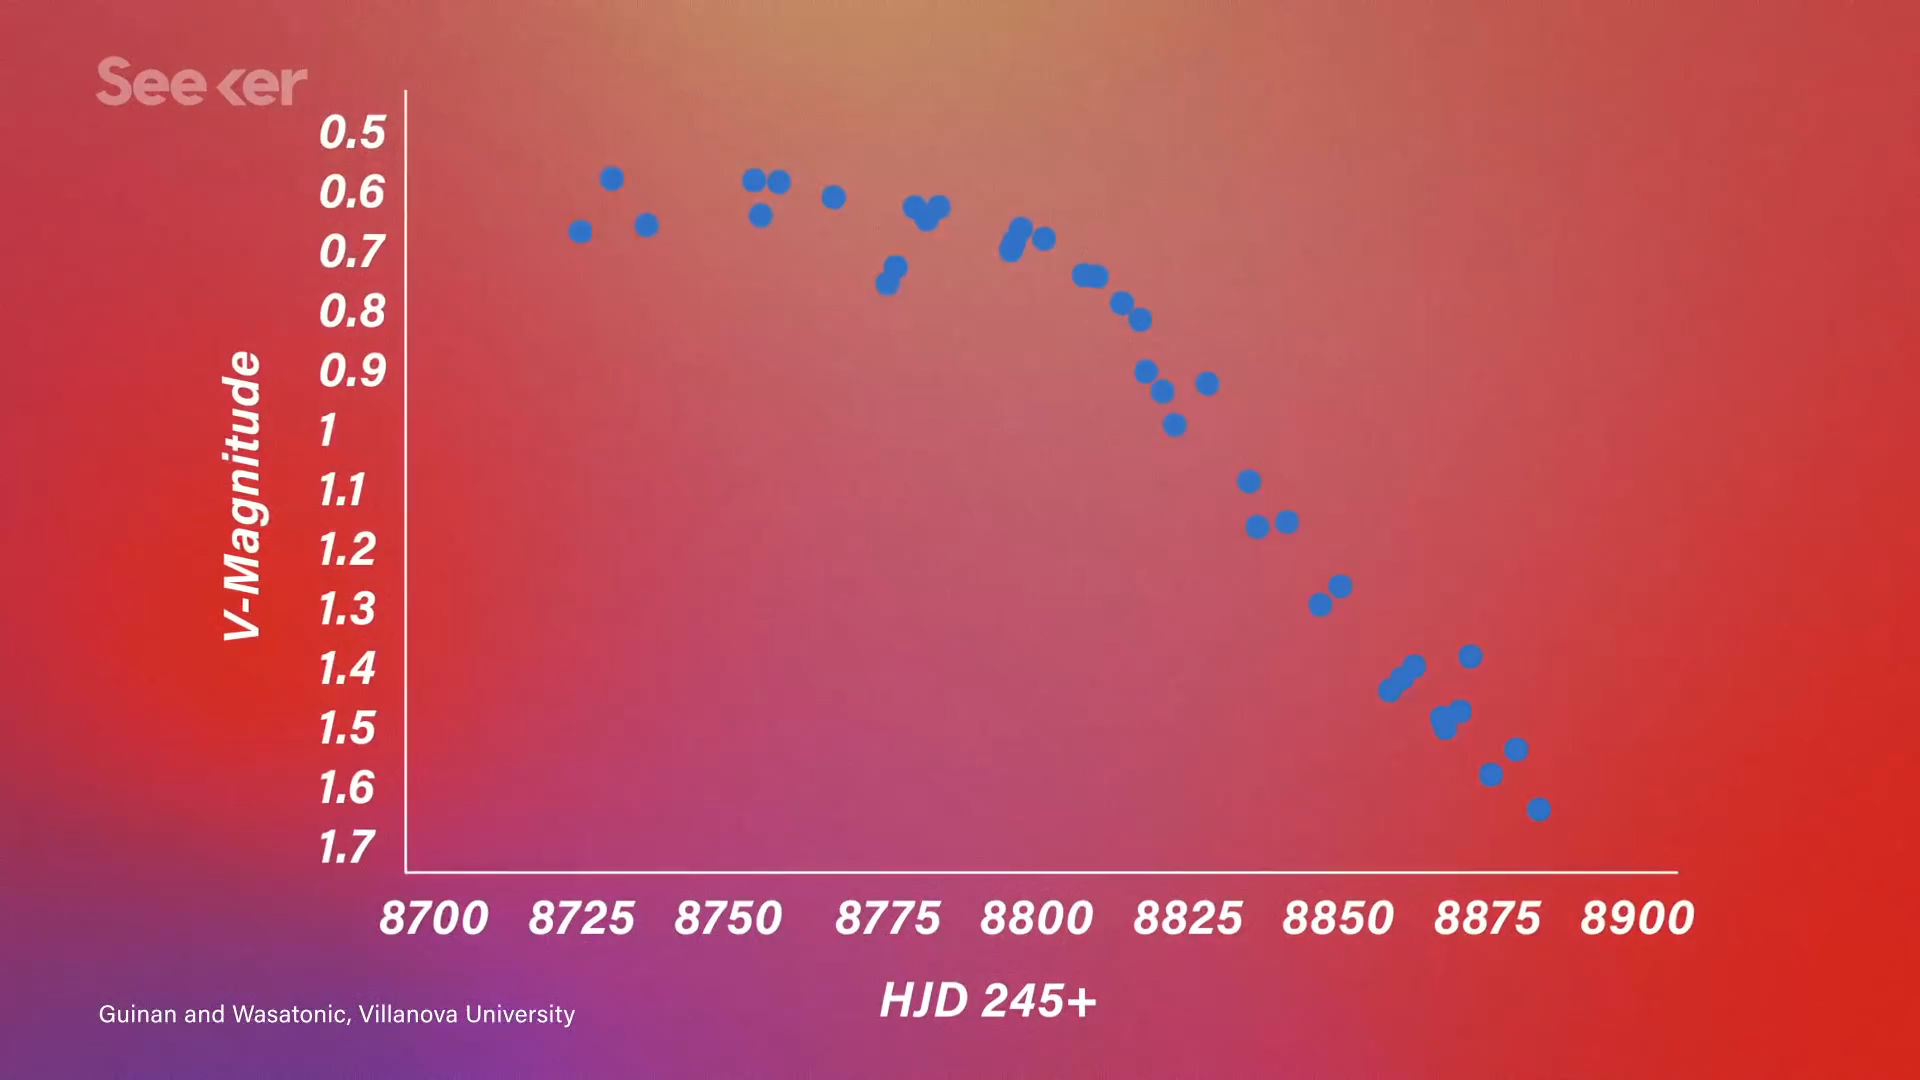 Seeker
0.5
0.6
0.7
0.8
0.9
1
1.1
1.2
1.3
1.4
1.5
1.6
1.7
V-Magnitude
8700 8725 8750 8775 8800 8825 8850 8875 8900
HJD 245+
Guinan and Wasatonic, Villanova University